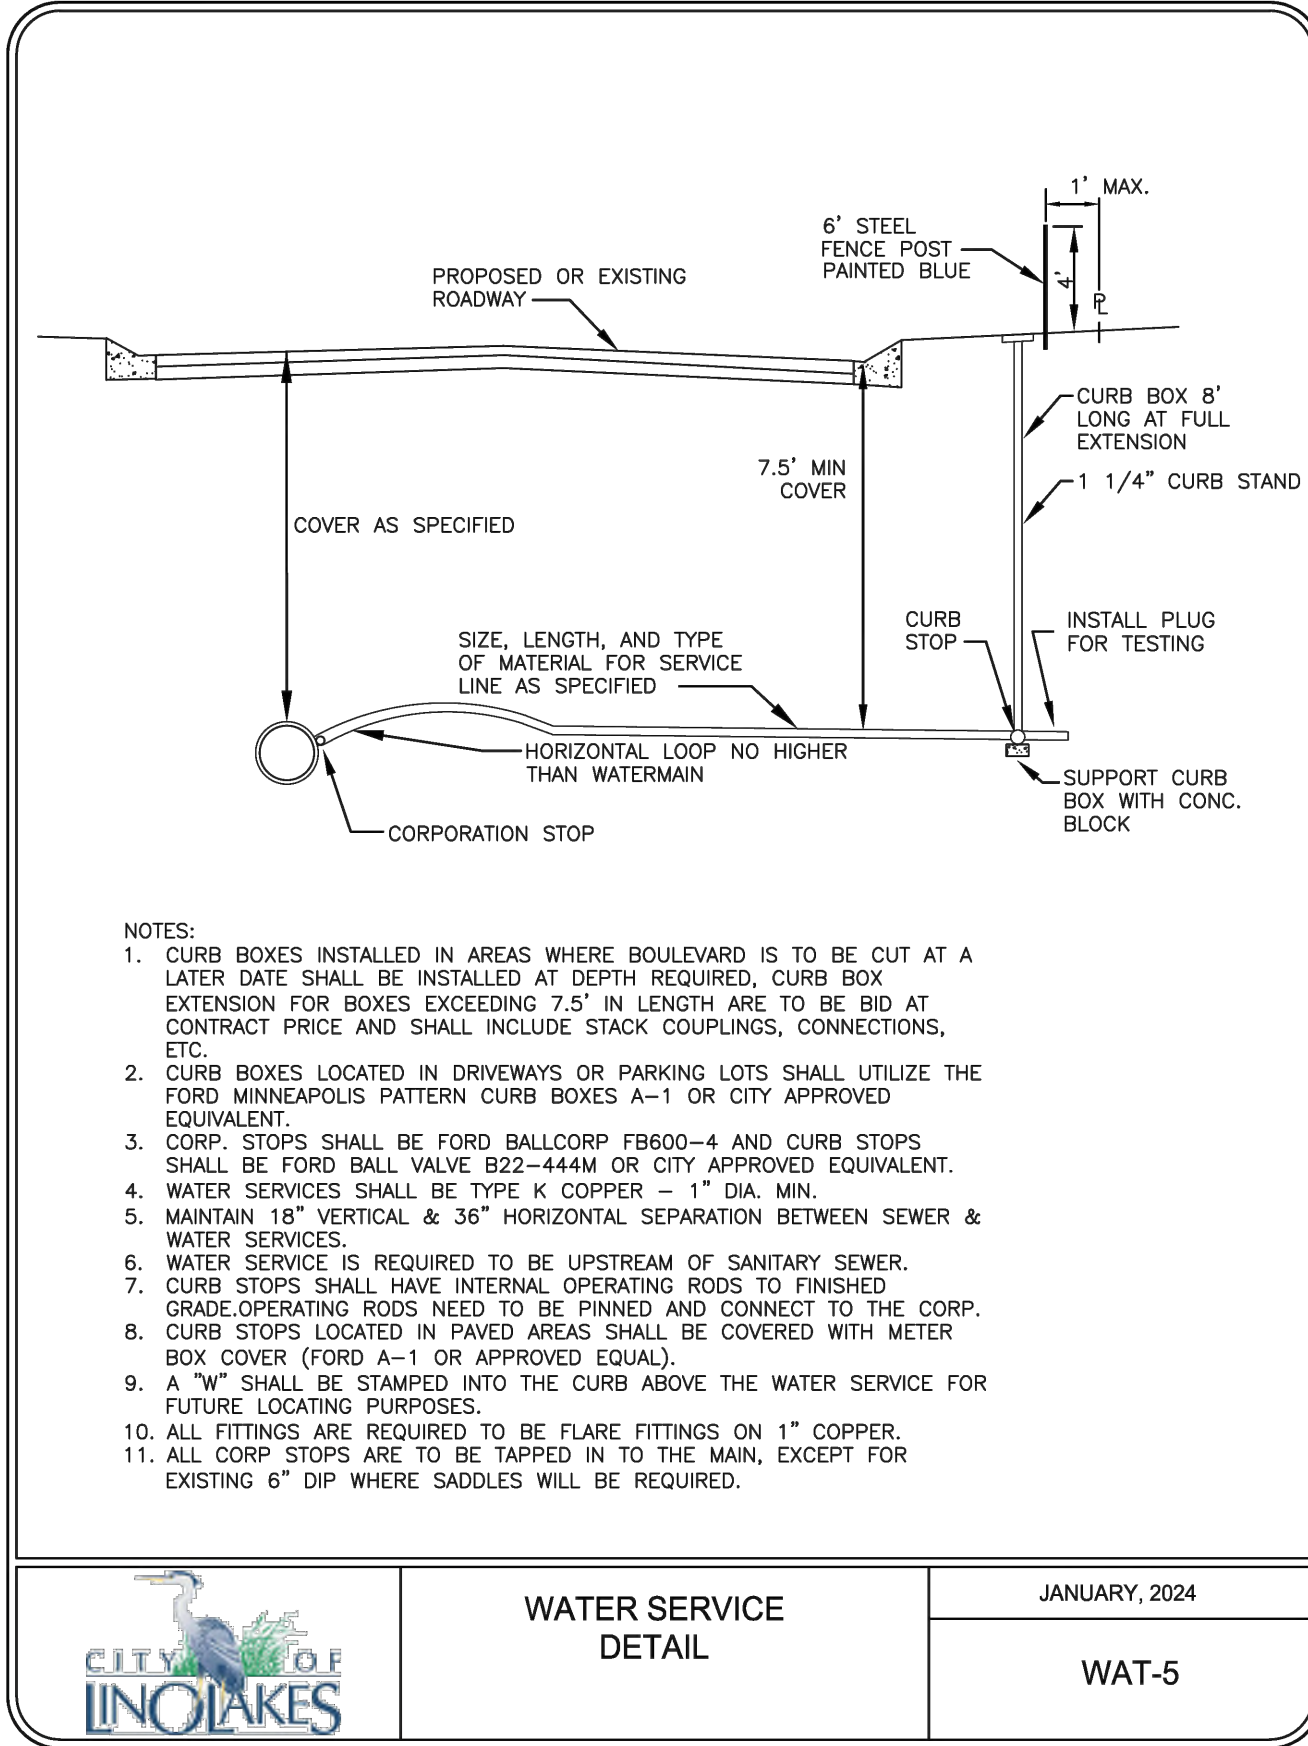 1' MAX.
6' STEEL
FENCE POST
PAINTED BLUE
4'
PL
PROPOSED OR EXISTING
ROADWAY
CURB BOX 8'
LONG AT FULL
EXTENSION
7.5' MIN
COVER
1 1/4" CURB STAND
COVER AS SPECIFIED
CURB
STOP
INSTALL PLUG
FOR TESTING
SIZE, LENGTH, AND TYPE
OF MATERIAL FOR SERVICE
LINE AS SPECIFIED
HORIZONTAL LOOP NO HIGHER
THAN WATERMAIN
SUPPORT CURB
BOX WITH CONC.
BLOCK
CORPORATION STOP
NOTES:
1. CURB BOXES INSTALLED IN AREAS WHERE BOULEVARD IS TO BE CUT AT A
LATER DATE SHALL BE INSTALLED AT DEPTH REQUIRED, CURB BOX
EXTENSION FOR BOXES EXCEEDING 7.5' IN LENGTH ARE TO BE BID AT
CONTRACT PRICE AND SHALL INCLUDE STACK COUPLINGS, CONNECTIONS,
ETC.
2. CURB BOXES LOCATED IN DRIVEWAYS OR PARKING LOTS SHALL UTILIZE THE
FORD MINNEAPOLIS PATTERN CURB BOXES A-1 OR CITY APPROVED
EQUIVALENT.
3. CORP. STOPS SHALL BE FORD BALLCORP FB600-4 AND CURB STOPS
SHALL BE FORD BALL VALVE B22-444M OR CITY APPROVED EQUIVALENT.
4. WATER SERVICES SHALL BE TYPE K COPPER - 1" DIA. MIN.
5. MAINTAIN 18" VERTICAL & 36" HORIZONTAL SEPARATION BETWEEN SEWER &
WATER SERVICES.
6. WATER SERVICE IS REQUIRED TO BE UPSTREAM OF SANITARY SEWER.
7. CURB STOPS SHALL HAVE INTERNAL OPERATING RODS TO FINISHED
GRADE.OPERATING RODS NEED TO BE PINNED AND CONNECT TO THE CORP.
8. CURB STOPS LOCATED IN PAVED AREAS SHALL BE COVERED WITH METER
BOX COVER (FORD A-1 OR APPROVED EQUAL).
9. A "W" SHALL BE STAMPED INTO THE CURB ABOVE THE WATER SERVICE FOR
FUTURE LOCATING PURPOSES.
10. ALL FITTINGS ARE REQUIRED TO BE FLARE FITTINGS ON 1" COPPER.
11. ALL CORP STOPS ARE TO BE TAPPED IN TO THE MAIN, EXCEPT FOR
EXISTING 6" DIP WHERE SADDLES WILL BE REQUIRED.
CITY OF
LINO LAKES
WATER SERVICE
DETAIL
JANUARY, 2024
WAT-5